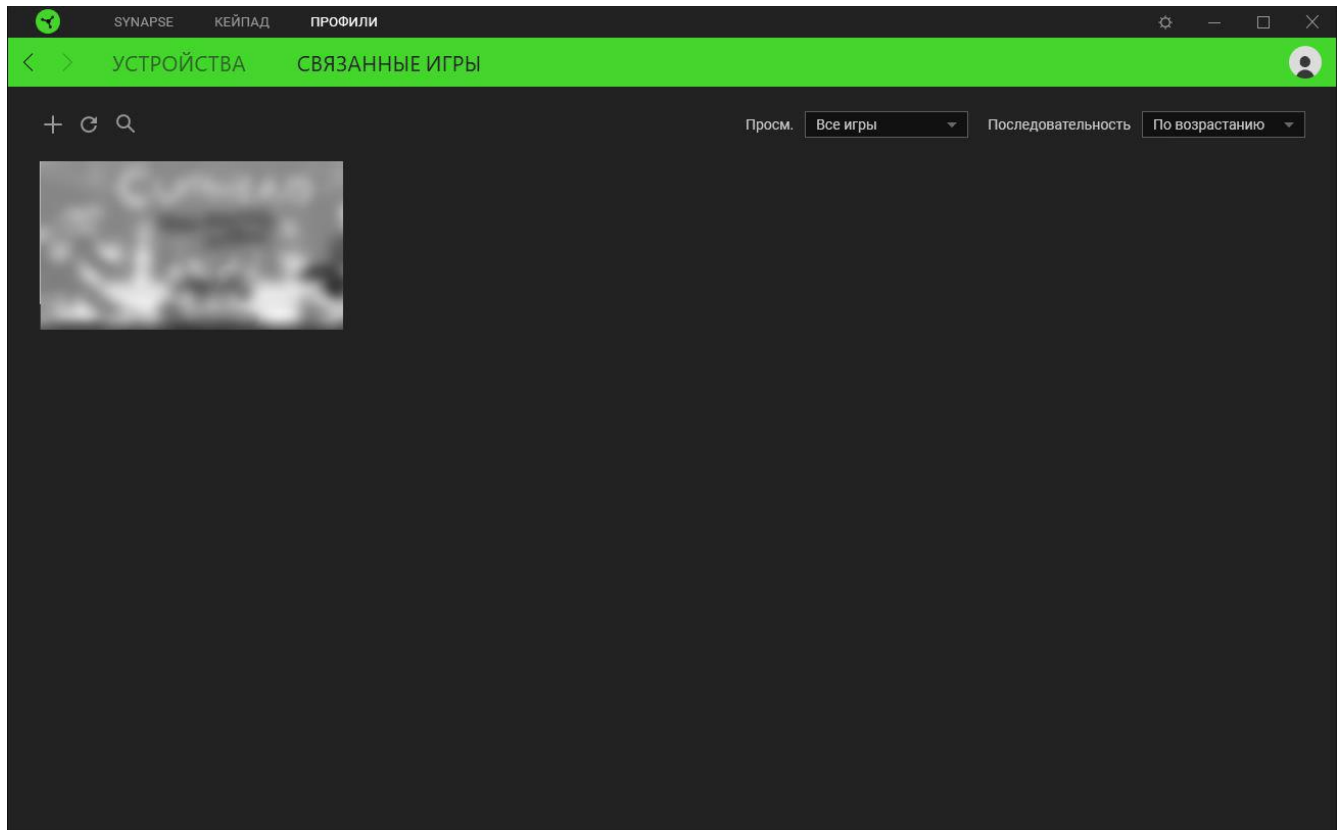 SYNAPSE КЕЙПАД ПРОФИЛИ
УСТРОЙСТВА СВЯЗАННЫЕ ИГРЫ
Просм. Все игры Последовательность По возрастанию